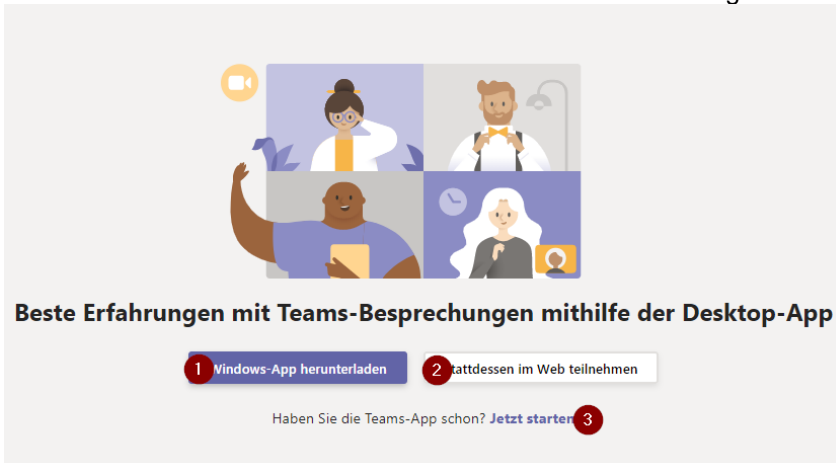 g
Beste Erfahrungen mit Teams-Besprechungen mithilfe der Desktop-App
1 Windows-App herunterladen
2 tattdessen im Web teilnehmen
Haben Sie die Teams-App schon? Jetzt starten 3